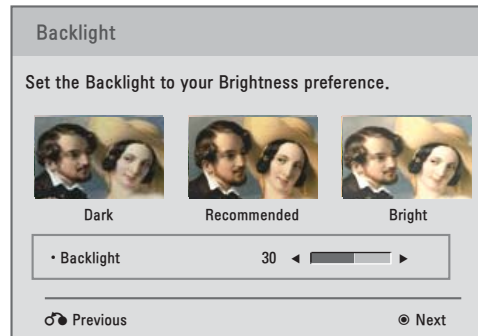 Backlight
Set the Backlight to your Brightness preference.
Dark Recommended Bright
• Backlight 30 ◄ ►
Previous ◉ Next